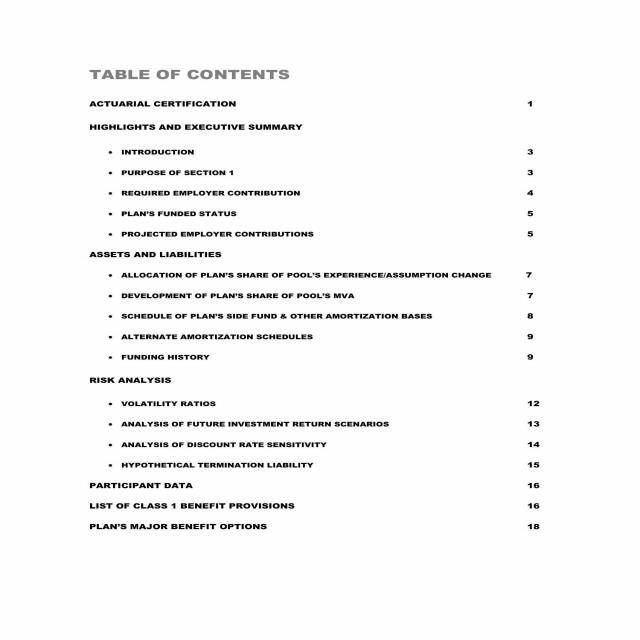 TABLE OF CONTENTS
ACTUARIAL CERTIFICATION 1
HIGHLIGHTS AND EXECUTIVE SUMMARY
• INTRODUCTION 3
• PURPOSE OF SECTION 1 3
• REQUIRED EMPLOYER CONTRIBUTION 4
• PLAN'S FUNDED STATUS 5
• PROJECTED EMPLOYER CONTRIBUTIONS 5
ASSETS AND LIABILITIES
• ALLOCATION OF PLAN'S SHARE OF POOL'S EXPERIENCE/ASSUMPTION CHANGE 7
• DEVELOPMENT OF PLAN'S SHARE OF POOL'S MVA 7
• SCHEDULE OF PLAN'S SIDE FUND & OTHER AMORTIZATION BASES 8
• ALTERNATE AMORTIZATION SCHEDULES 9
• FUNDING HISTORY 9
RISK ANALYSIS
• VOLATILITY RATIOS 12
• ANALYSIS OF FUTURE INVESTMENT RETURN SCENARIOS 13
• ANALYSIS OF DISCOUNT RATE SENSITIVITY 14
• HYPOTHETICAL TERMINATION LIABILITY 15
PARTICIPANT DATA 16
LIST OF CLASS 1 BENEFIT PROVISIONS 16
PLAN'S MAJOR BENEFIT OPTIONS 18